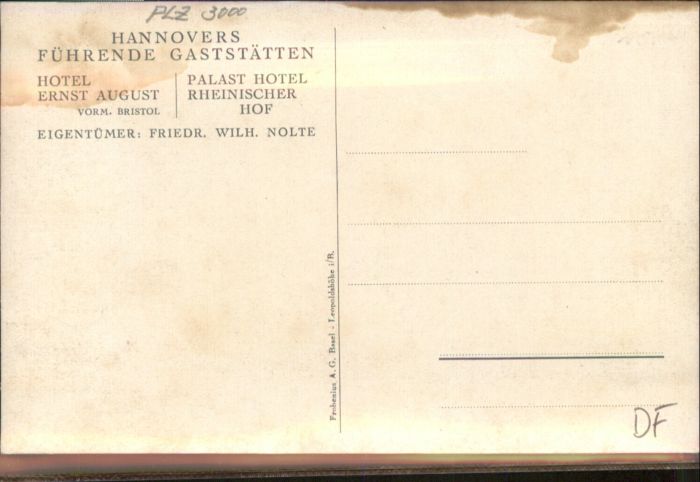 PLZ 3000
HANNOVERS
FÜHRENDE GASTSTÄTTEN
HOTEL
ERNST AUGUST
VORM. BRISTOL
PALAST HOTEL
RHEINISCHER
HOF
EIGENTÜMER: FRIEDR. WILH. NOLTE
Frobenius A. G. Basel - Leopoldshöhe i/B.
DF